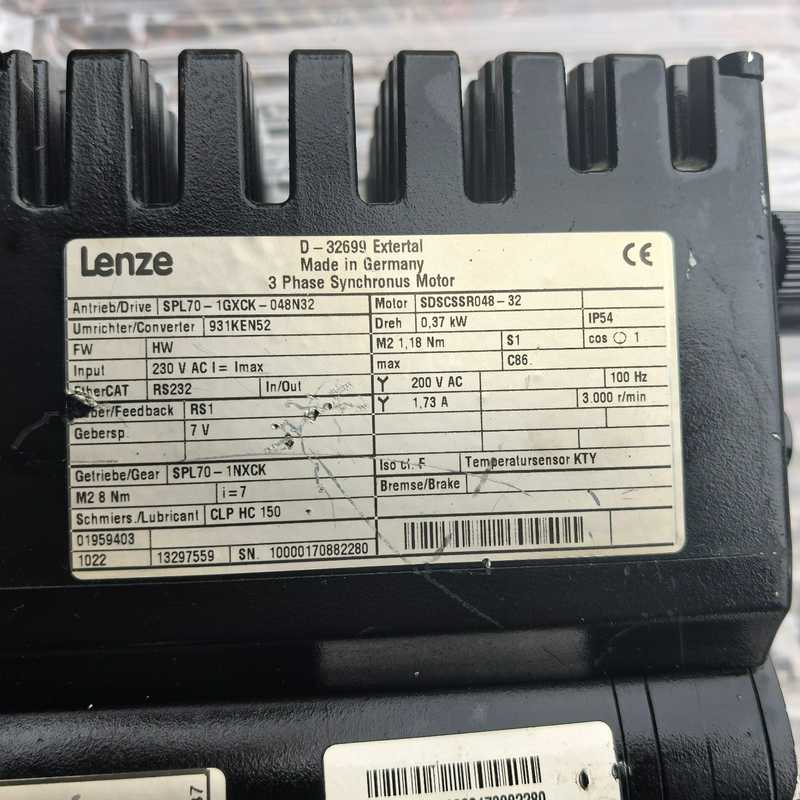 Lenze
D-32699 Extertal
Made in Germany
3 Phase Synchronus Motor
CE
Antrieb/Drive SPL70-1GXCK-048N32
Umrichter/Converter 931KEN52
FW HW
Input 230 V AC I= Imax
EtherCAT RS232 In/Out
Geber/Feedback RS1
Gebersp. 7 V
Getriebe/Gear SPL70-1NXCK
M2 8 Nm i=7
Schmiers./Lubricant CLP HC 150
01959403
1022 13297559 SN. 10000170882280
Motor SDSCSSR048-32
Dreh 0,37 kW IP54
M2 1,18 Nm S1 cos 1
max C86
Y 200 V AC 100 Hz
Y 1,73 A 3.000 r/min
Iso cl. F Temperatursensor KTY
Bremse/Brake